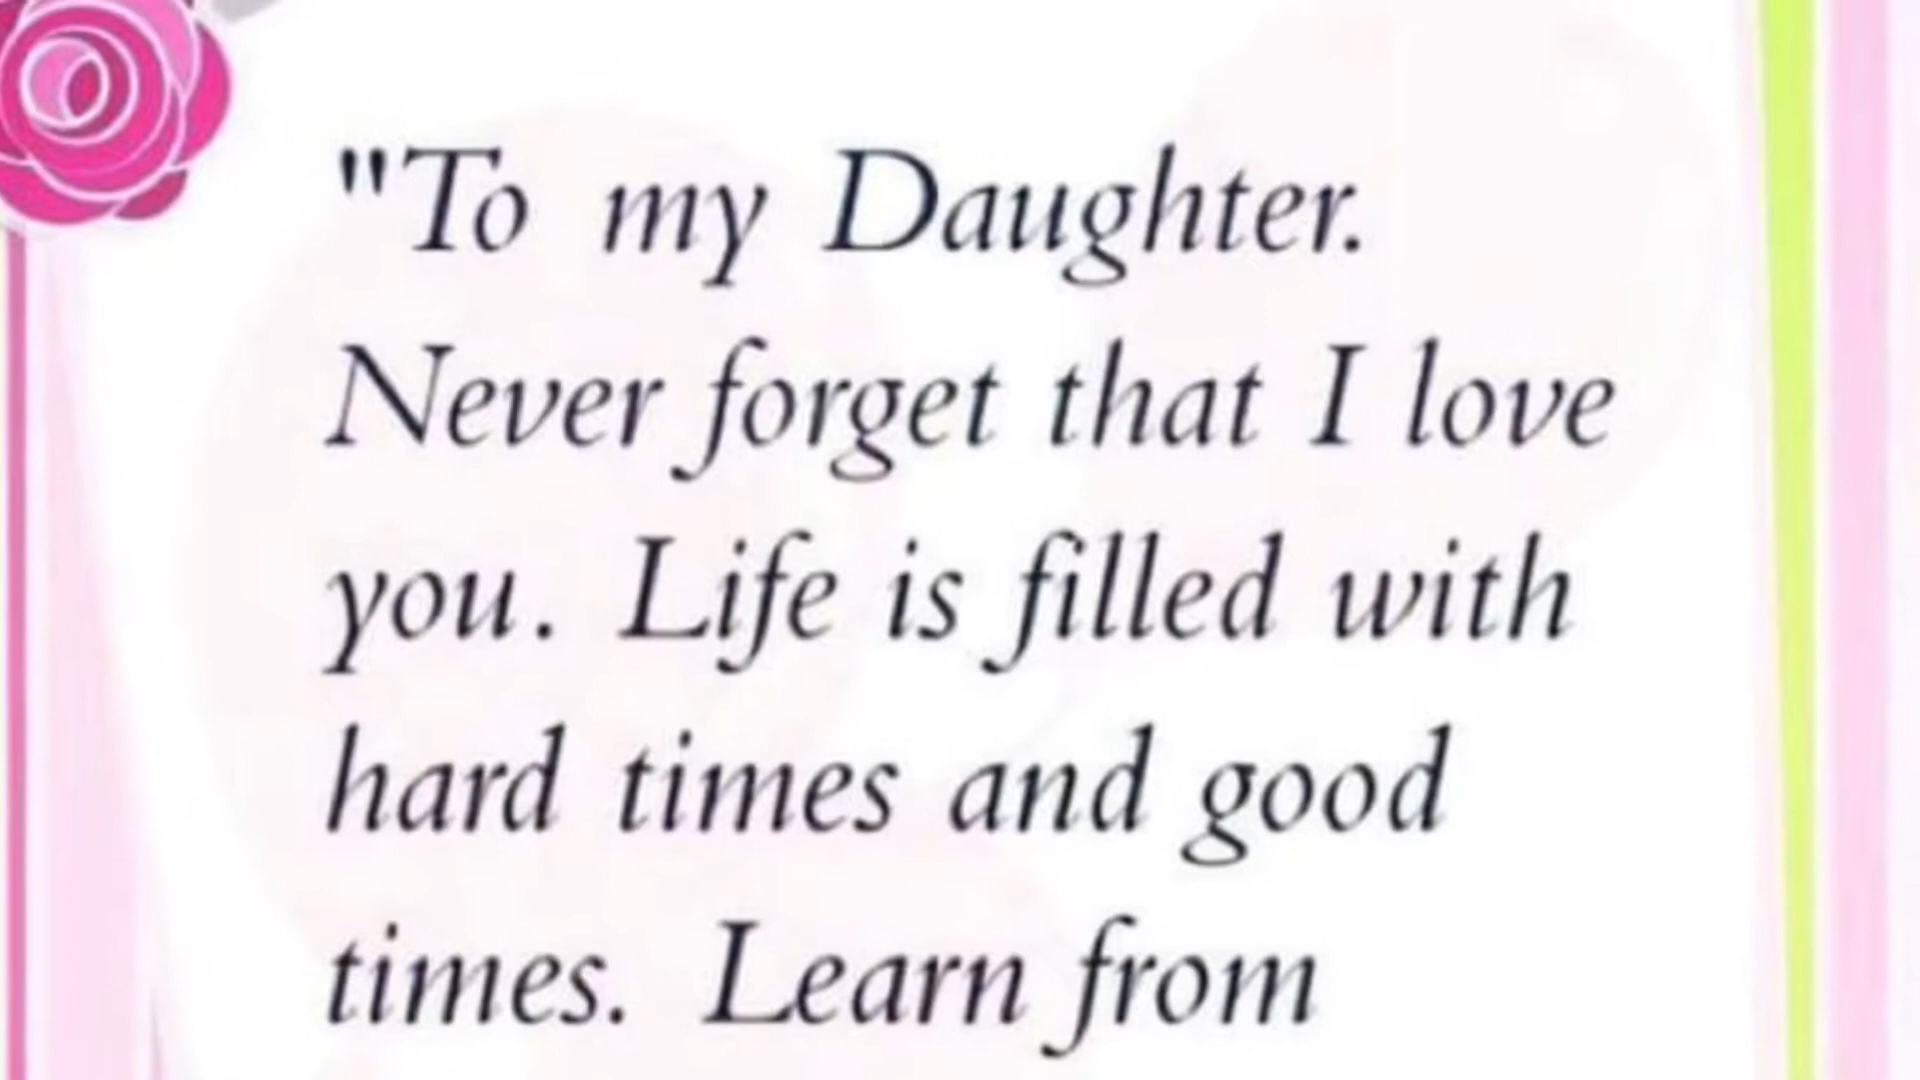 "To my Daughter.
Never forget that I love
you. Life is filled with
hard times and good
times. Learn from